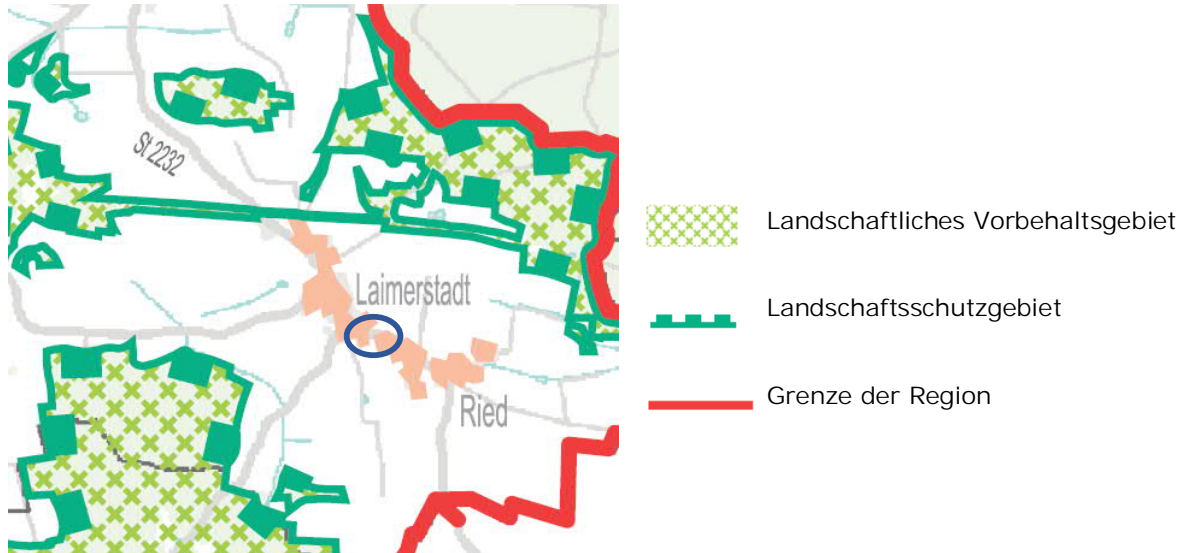 St 2232
Laimerstadt
Ried
Landschaftliches Vorbehaltsgebiet
Landschaftsschutzgebiet
Grenze der Region